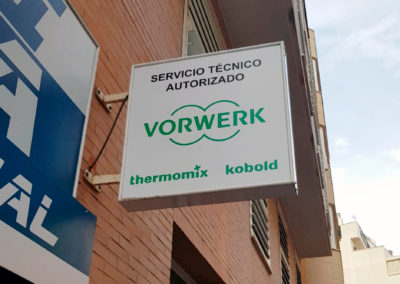 SERVICIO TÉCNICO
AUTORIZADO
VORWERK
thermomix kobold